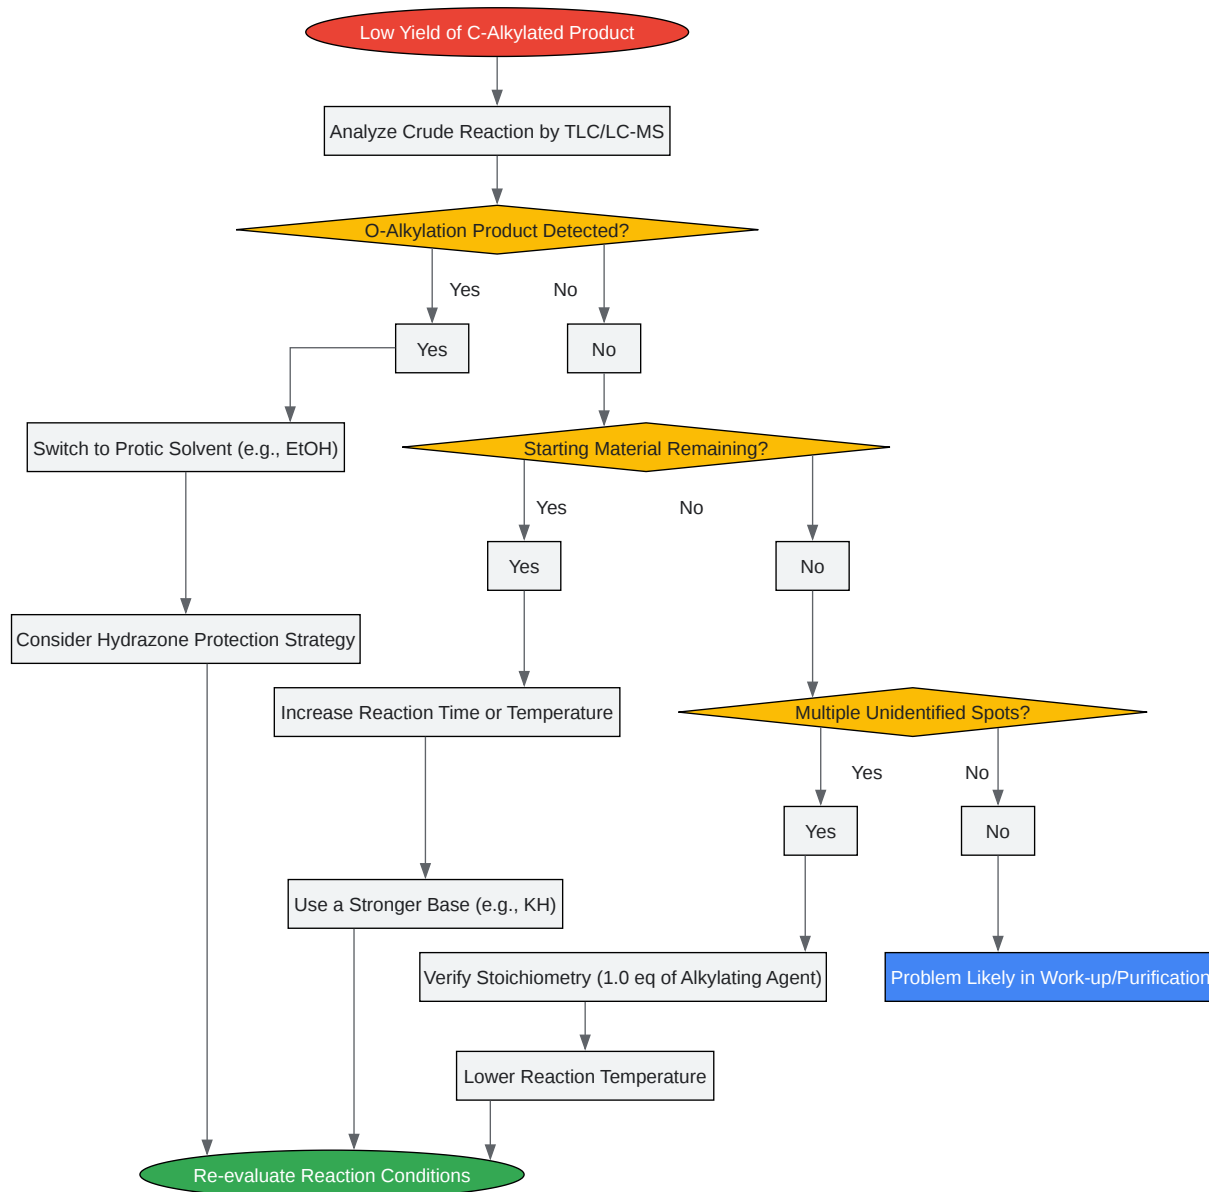 Low Yield of C-Alkylated Product
Analyze Crude Reaction by TLC/LC-MS
O-Alkylation Product Detected?
Yes
No
Yes
No
Switch to Protic Solvent (e.g., EtOH)
Starting Material Remaining?
Yes
No
Yes
No
Consider Hydrazone Protection Strategy
Increase Reaction Time or Temperature
Multiple Unidentified Spots?
Yes
No
Yes
No
Use a Stronger Base (e.g., KH)
Verify Stoichiometry (1.0 eq of Alkylating Agent)
Problem Likely in Work-up/Purification
Lower Reaction Temperature
Re-evaluate Reaction Conditions